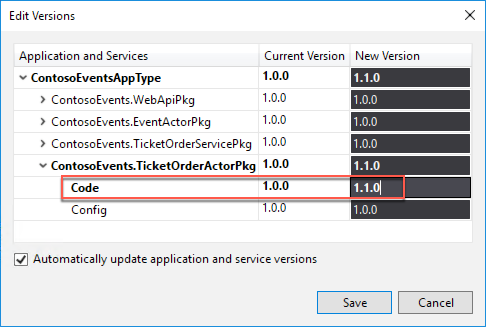 Edit Versions
Application and Services Current Version New Version
ContosoEventsAppType 1.0.0 1.1.0
ContosoEvents.WebApiPkg 1.0.0 1.0.0
ContosoEvents.EventActorPkg 1.0.0 1.0.0
ContosoEvents.TicketOrderServicePkg 1.0.0 1.0.0
ContosoEvents.TicketOrderActorPkg 1.0.0 1.1.0
Code 1.0.0 1.1.0
Config 1.0.0 1.0.0
Automatically update application and service versions
Save Cancel